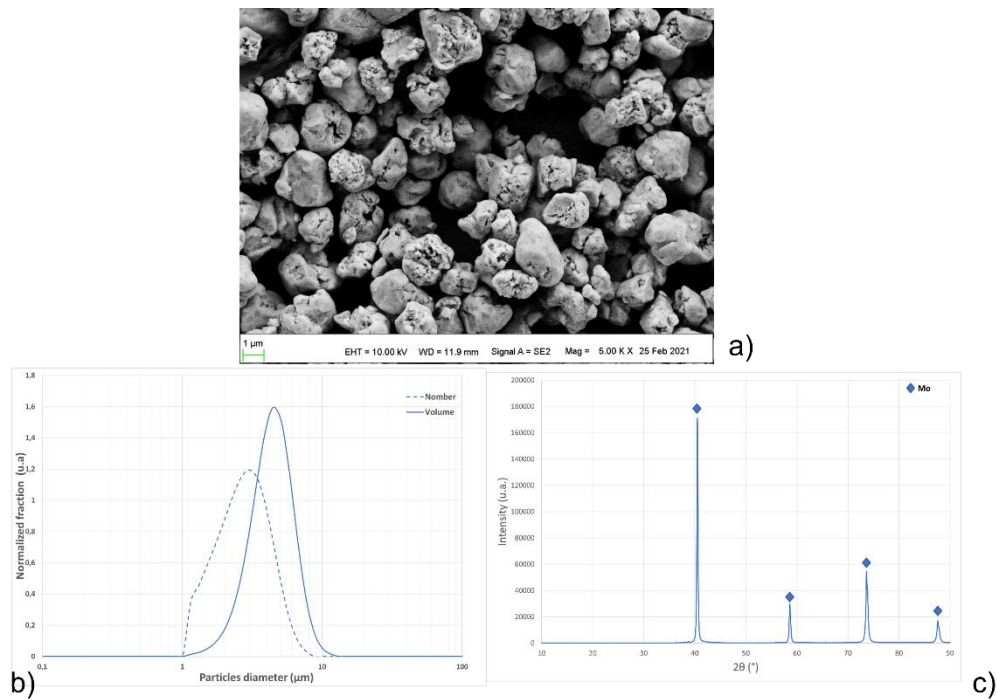 1 µm
EHT = 10.00 kV WD = 11.9 mm Signal A = SE2 Mag = 5.00 K X 25 Feb 2021
a)
1,8
1,6
1,4
1,2
1
0,8
0,6
0,4
0,2
0
0,1 1 10 100
Normalized fraction (u.a)
Particles diameter (µm)
Nomber
Volume
b)
200000
180000
160000
140000
120000
100000
80000
60000
40000
20000
0
10 20 30 40 50 60 70 80 90
Intensity (u.a.)
2θ (°)
Mo
c)